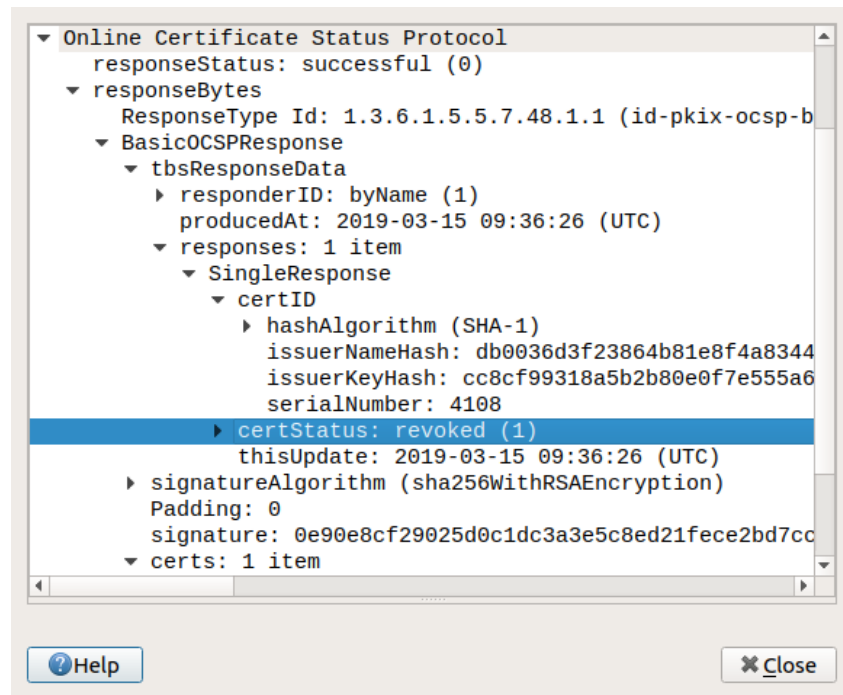 Online Certificate Status Protocol
responseStatus: successful (0)
responseBytes
ResponseType Id: 1.3.6.1.5.5.7.48.1.1 (id-pkix-ocsp-b
BasicOCSPResponse
tbsResponseData
responderID: byName (1)
producedAt: 2019-03-15 09:36:26 (UTC)
responses: 1 item
SingleResponse
certID
hashAlgorithm (SHA-1)
issuerNameHash: db0036d3f23864b81e8f4a8344
issuerKeyHash: cc8cf99318a5b2b80e0f7e555a6
serialNumber: 4108
certStatus: revoked (1)
thisUpdate: 2019-03-15 09:36:26 (UTC)
signatureAlgorithm (sha256WithRSAEncryption)
Padding: 0
signature: 0e90e8cf29025d0c1dc3a3e5c8ed21fece2bd7cc
certs: 1 item
Help
Close